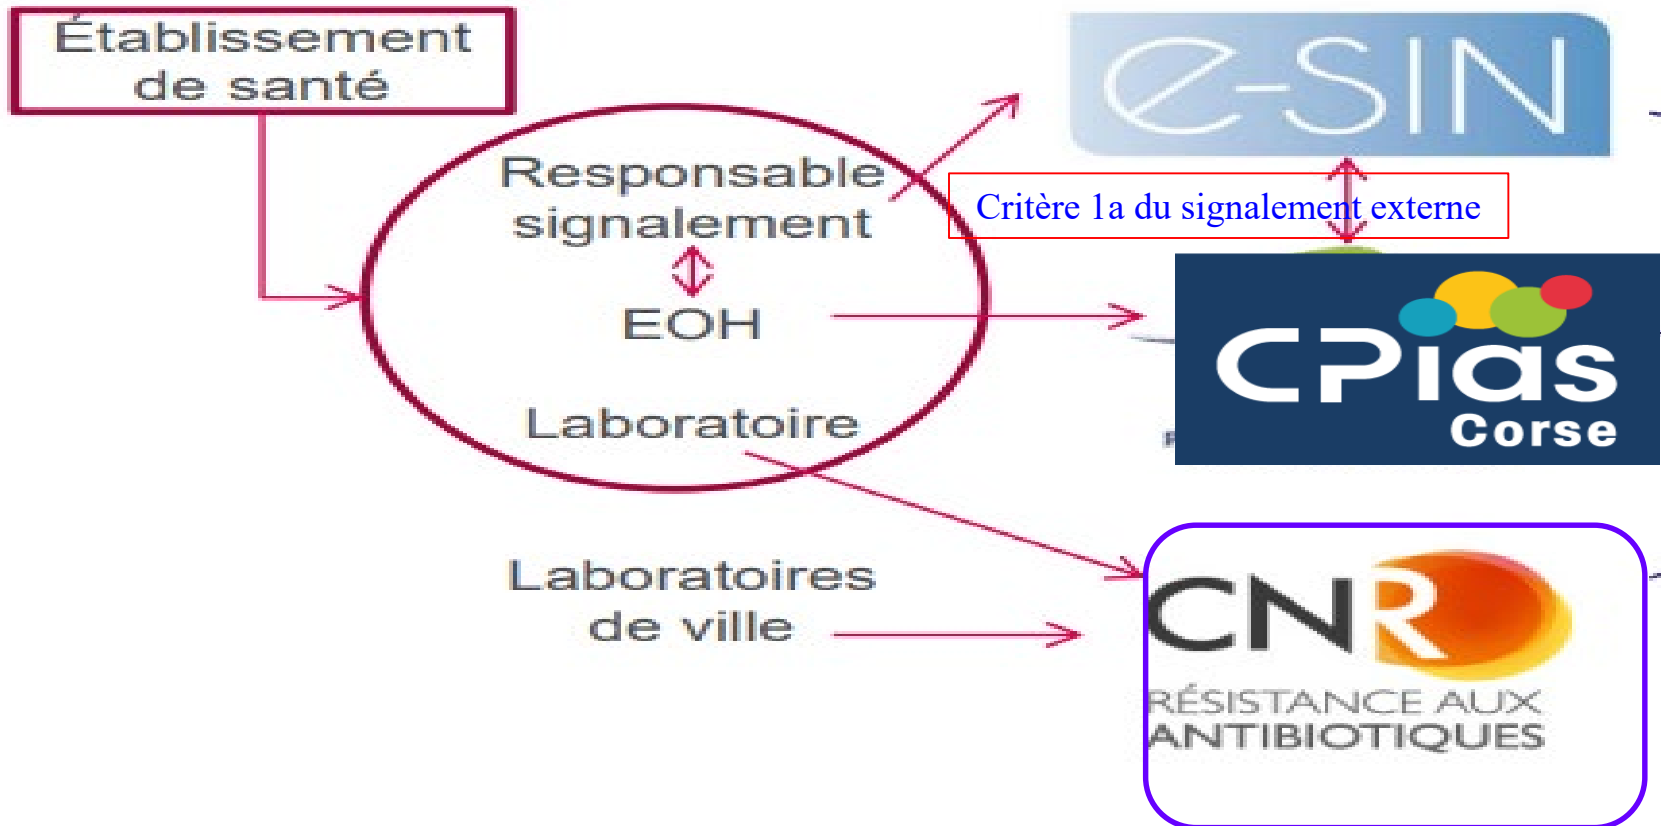 Établissement
de santé
e-SIN
Responsable
signalement
Critère 1a du signalement externe
EOH
CPias
Corse
Laboratoire
Laboratoires
de ville
CNR
RÉSISTANCE AUX
ANTIBIOTIQUES